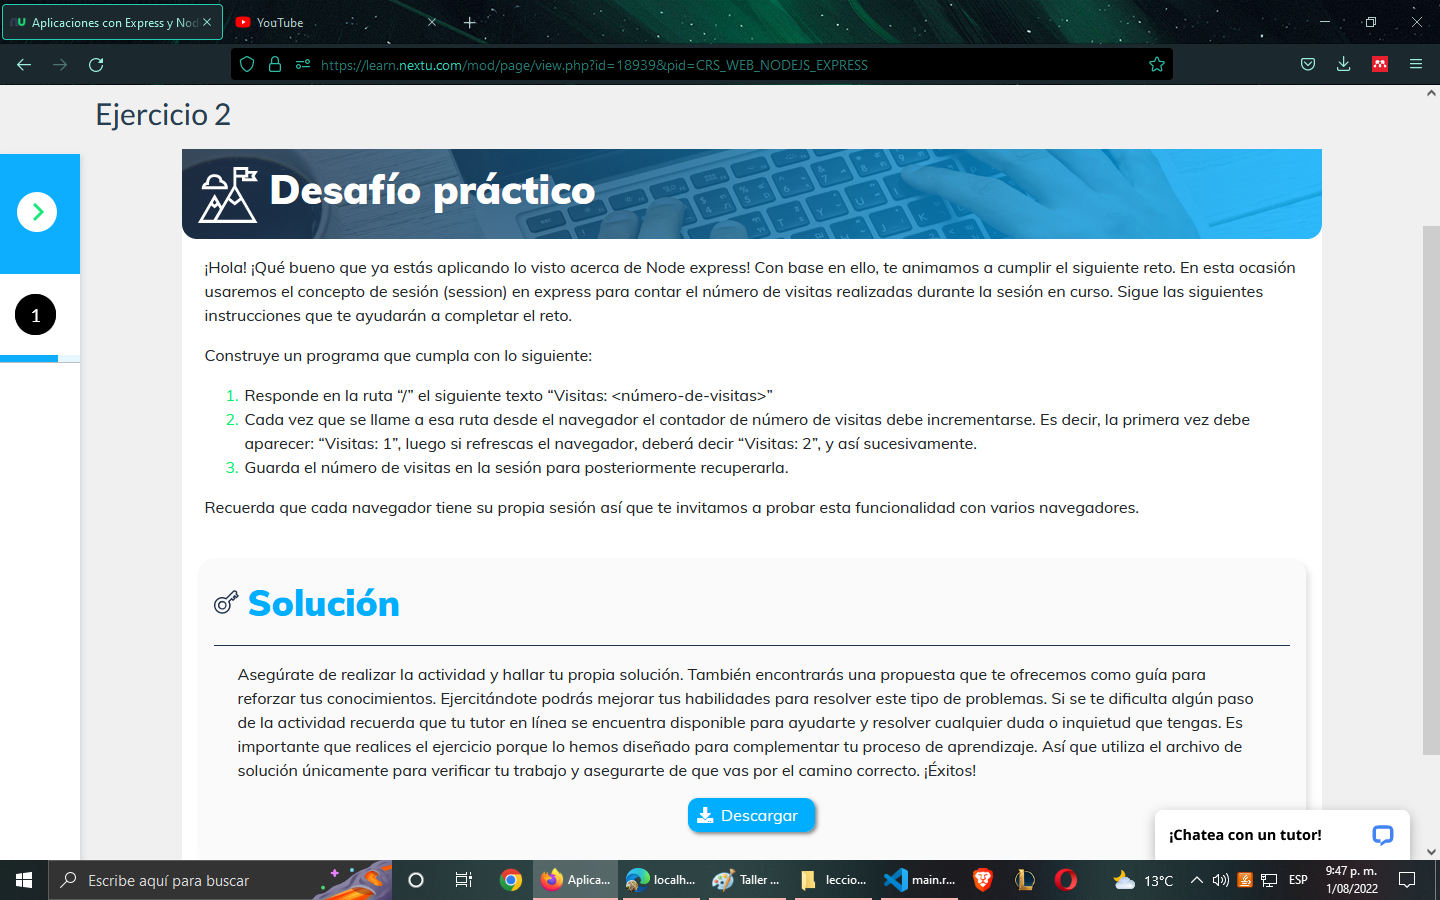 Aplicaciones con Express y Nod
YouTube
https://learn.nextu.com/mod/page/view.php?id=18939&pid=CRS_WEB_NODEJS_EXPRESS
Ejercicio 2
Desafío práctico
1
¡Hola! ¡Qué bueno que ya estás aplicando lo visto acerca de Node express! Con base en ello, te animamos a cumplir el siguiente reto. En esta ocasión
usaremos el concepto de sesión (session) en express para contar el número de visitas realizadas durante la sesión en curso. Sigue las siguientes
instrucciones que te ayudarán a completar el reto.
Construye un programa que cumpla con lo siguiente:
1. Responde en la ruta “/” el siguiente texto “Visitas: <número-de-visitas>”
2. Cada vez que se llame a esa ruta desde el navegador el contador de número de visitas debe incrementarse. Es decir, la primera vez debe
aparecer: “Visitas: 1”, luego si refrescas el navegador, deberá decir “Visitas: 2”, y así sucesivamente.
3. Guarda el número de visitas en la sesión para posteriormente recuperarla.
Recuerda que cada navegador tiene su propia sesión así que te invitamos a probar esta funcionalidad con varios navegadores.
Solución
Asegúrate de realizar la actividad y hallar tu propia solución. También encontrarás una propuesta que te ofrecemos como guía para
reforzar tus conocimientos. Ejercitándote podrás mejorar tus habilidades para resolver este tipo de problemas. Si se te dificulta algún paso
de la actividad recuerda que tu tutor en línea se encuentra disponible para ayudarte y resolver cualquier duda o inquietud que tengas. Es
importante que realices el ejercicio porque lo hemos diseñado para complementar tu proceso de aprendizaje. Así que utiliza el archivo de
solución únicamente para verificar tu trabajo y asegurarte de que vas por el camino correcto. ¡Éxitos!
Descargar
¡Chatea con un tutor!
Escribe aquí para buscar
Aplica...
localh...
Taller ...
leccio...
main.r...
13°C
ESP
9:47 p. m.
1/08/2022